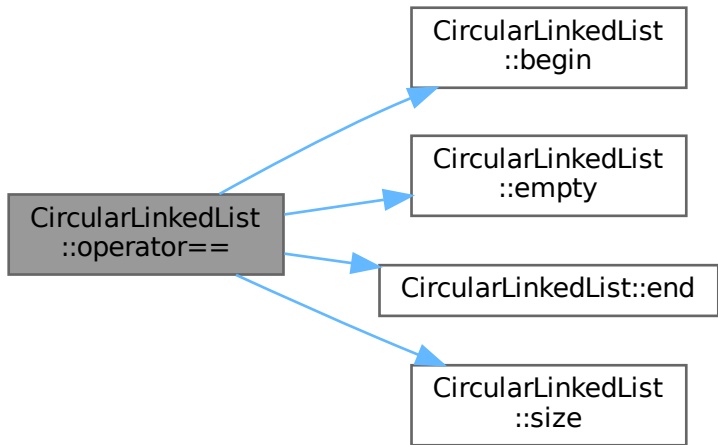 CircularLinkedList
::begin
CircularLinkedList
::empty
CircularLinkedList
::operator==
CircularLinkedList::end
CircularLinkedList
::size